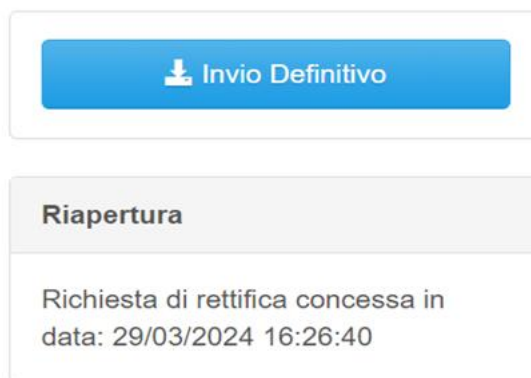 Invio Definitivo
Riapertura
Richiesta di rettifica concessa in
data: 29/03/2024 16:26:40